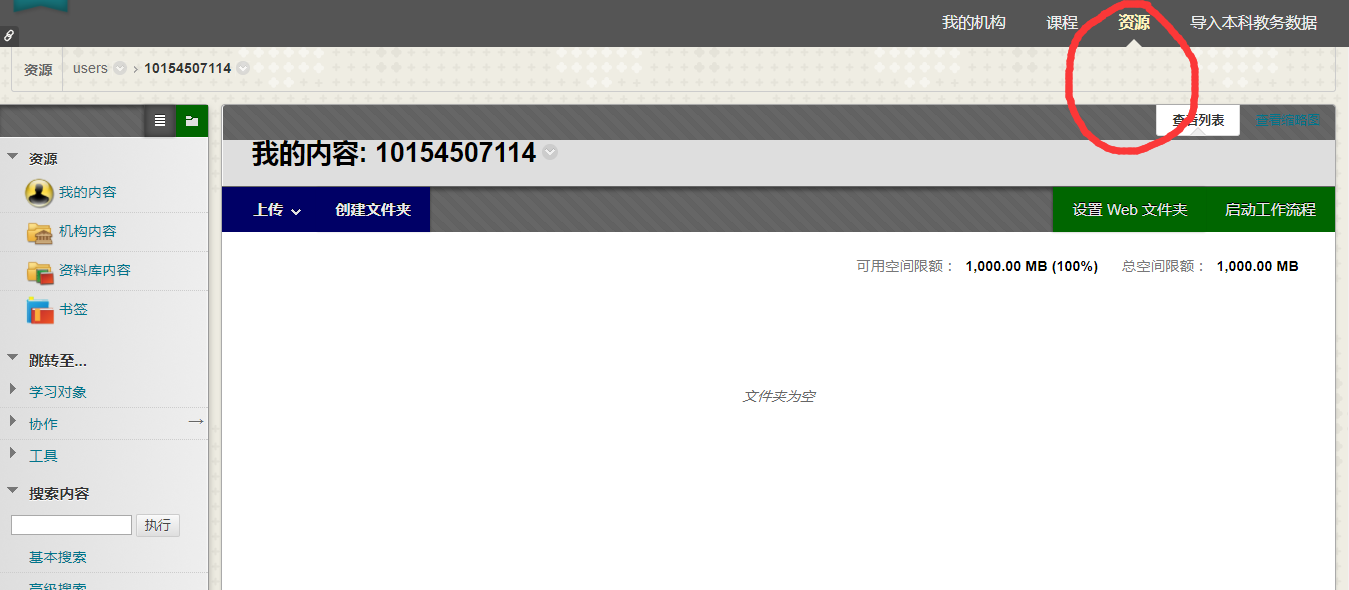 我的机构 课程 资源 导入本科教务数据
资源 users > 10154507114
查看列表 查看缩略图
我的内容: 10154507114
上传 创建文件夹 设置 Web 文件夹 启动工作流程
可用空间限额： 1,000.00 MB (100%) 总空间限额： 1,000.00 MB
文件夹为空
资源
我的内容
机构内容
资料库内容
书签
跳转至...
学习对象
协作 →
工具
搜索内容
执行
基本搜索
高级搜索